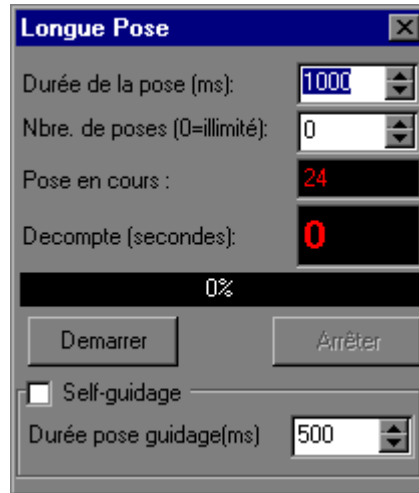 Longue Pose
Durée de la pose (ms): 1000
Nbre. de poses (0=illimité): 0
Pose en cours : 24
Decompte (secondes): 0
0%
Demarrer Arrêter
Self-guidage
Durée pose guidage(ms) 500